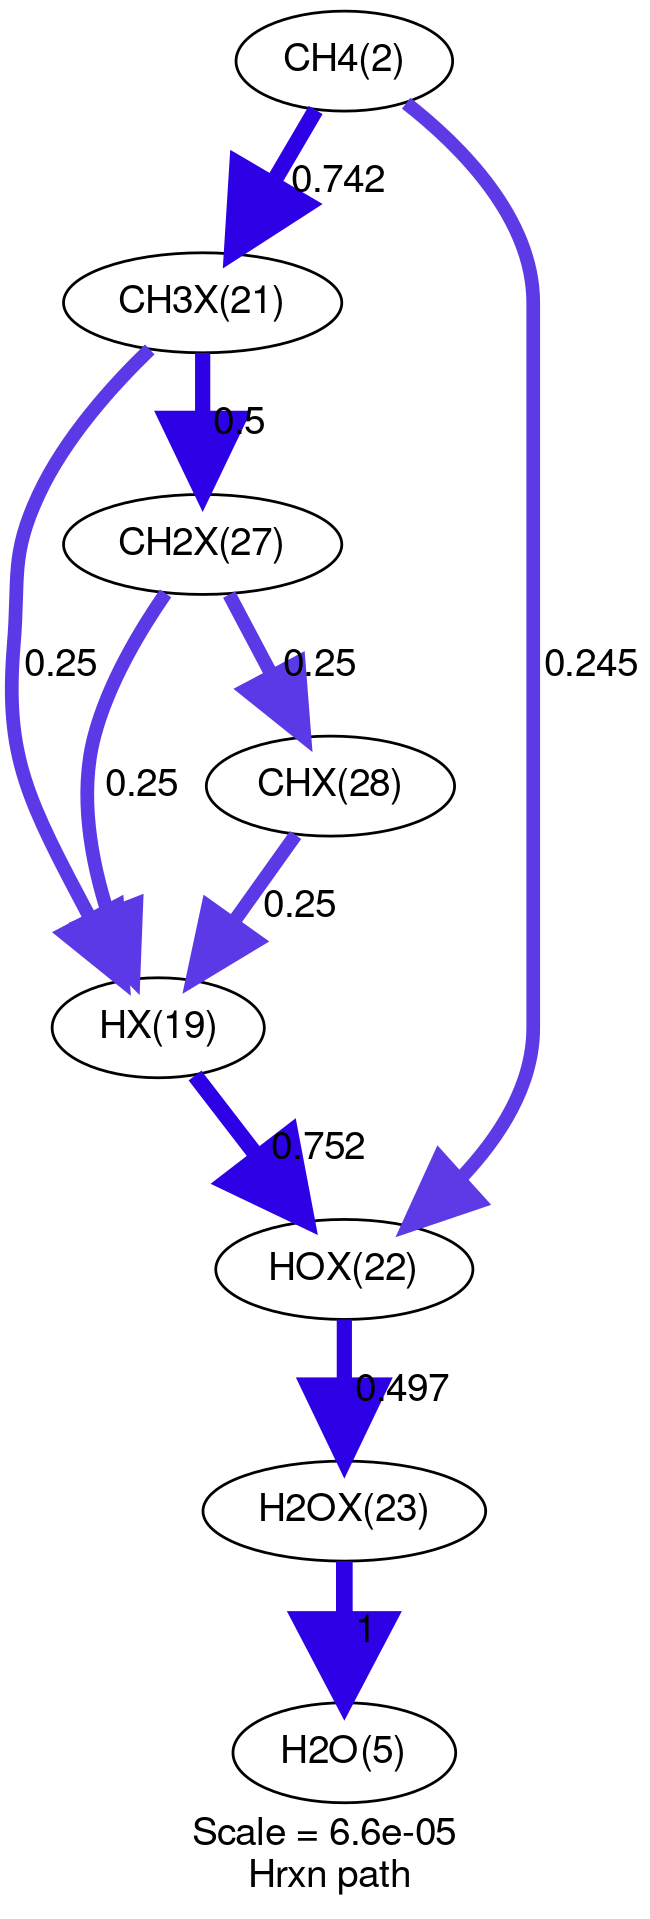 CH4(2)
0.742
CH3X(21)
0.5
CH2X(27)
0.25
0.25
0.245
0.25
CHX(28)
0.25
HX(19)
0.752
HOX(22)
0.497
H2OX(23)
1
H2O(5)
Scale = 6.6e-05
Hrxn path